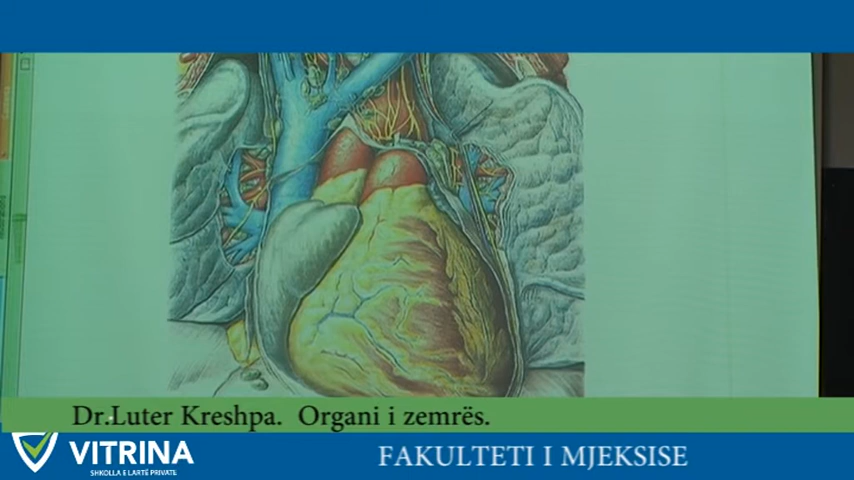 Dr.Luter Kreshpa. Organi i zemrës.
VITRINA
SHKOLLA E LARTË PRIVATE
FAKULTETI I MJEKSISE